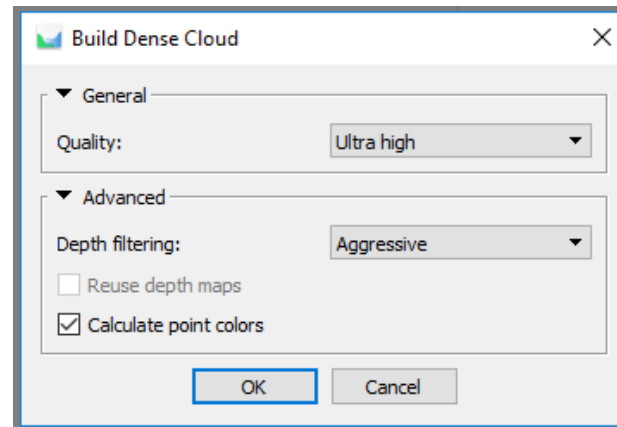 Build Dense Cloud
General
Quality: Ultra high
Advanced
Depth filtering: Aggressive
Reuse depth maps
Calculate point colors
OK Cancel